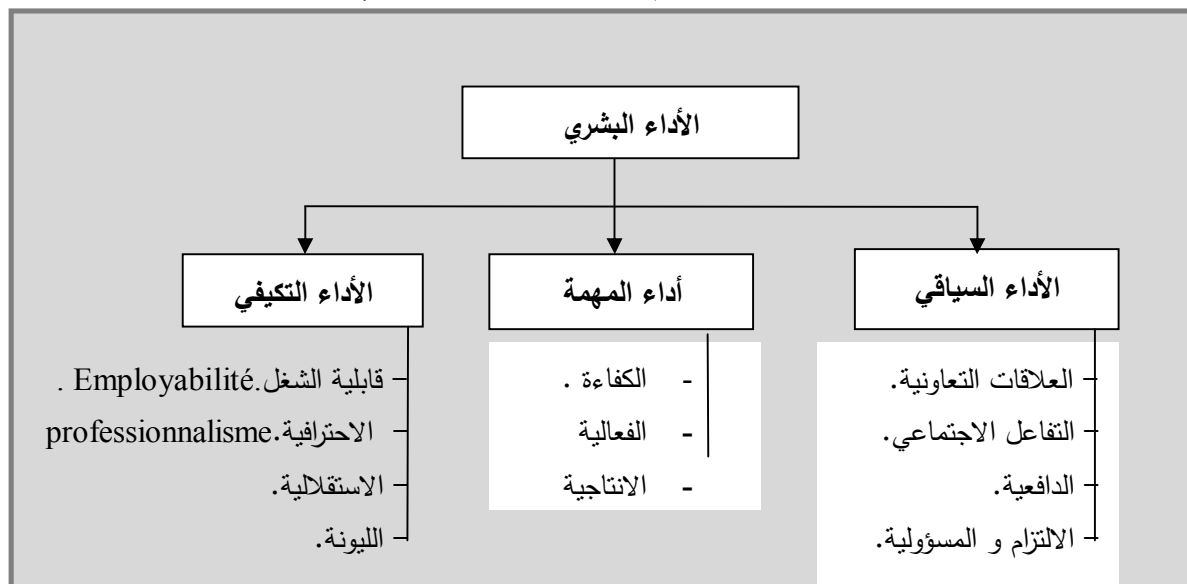 الأداء البشري
الأداء السياقي
- العلاقات التعاونية.
- التفاعل الاجتماعي.
- الدافعية.
- الالتزام و المسؤولية.
أداء المهمة
- الكفاءة .
- الفعالية
- الانتاجية
الأداء التكيفي
- قابلية الشغل.Employabilité .
- الاحترافية.professionnalisme
- الاستقلالية.
- الليونة.